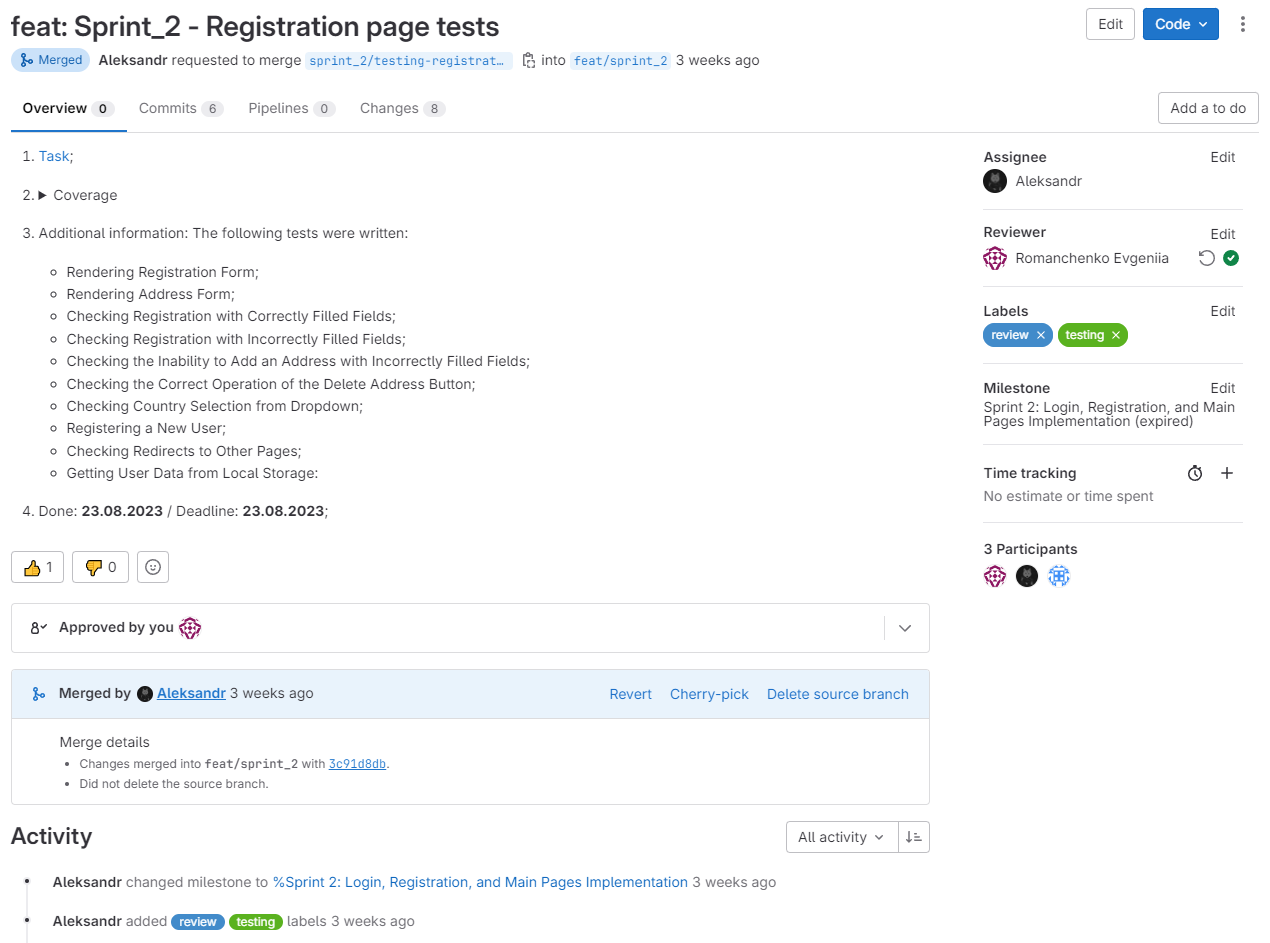 feat: Sprint_2 - Registration page tests
Edit
Code
Merged Aleksandr requested to merge sprint_2/testing-registrat… into feat/sprint_2 3 weeks ago
Overview 0 Commits 6 Pipelines 0 Changes 8
Add a to do
1. Task;
2. Coverage
3. Additional information: The following tests were written:
Rendering Registration Form;
Rendering Address Form;
Checking Registration with Correctly Filled Fields;
Checking Registration with Incorrectly Filled Fields;
Checking the Inability to Add an Address with Incorrectly Filled Fields;
Checking the Correct Operation of the Delete Address Button;
Checking Country Selection from Dropdown;
Registering a New User;
Checking Redirects to Other Pages;
Getting User Data from Local Storage:
4. Done: 23.08.2023 / Deadline: 23.08.2023;
1 0
Approved by you
Merged by Aleksandr 3 weeks ago
Revert Cherry-pick Delete source branch
Merge details
Changes merged into feat/sprint_2 with 3c91d8db.
Did not delete the source branch.
Activity
All activity
Aleksandr changed milestone to %Sprint 2: Login, Registration, and Main Pages Implementation 3 weeks ago
Aleksandr added review testing labels 3 weeks ago
Assignee Edit
Aleksandr
Reviewer Edit
Romanchenko Evgeniia
Labels Edit
review × testing ×
Milestone Edit
Sprint 2: Login, Registration, and Main
Pages Implementation (expired)
Time tracking
No estimate or time spent
3 Participants